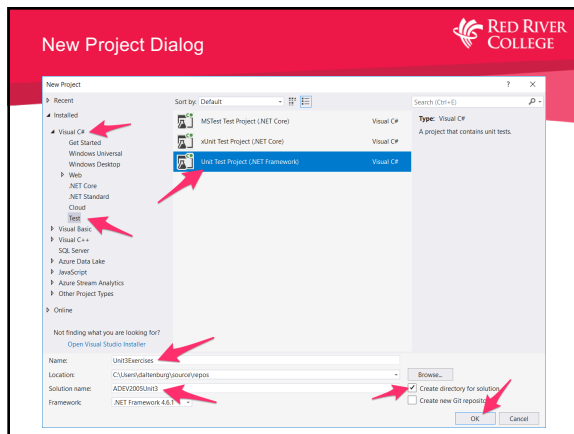 New Project Dialog
RED RIVER
COLLEGE
New Project
? ×
Recent
Installed
Visual C#
Get Started
Windows Universal
Windows Desktop
Web
.NET Core
.NET Standard
Cloud
Test
Visual Basic
Visual C++
SQL Server
Azure Data Lake
JavaScript
Azure Stream Analytics
Other Project Types
Online
Not finding what you are looking for?
Open Visual Studio Installer
Sort by: Default
MSTest Test Project (.NET Core) Visual C#
xUnit Test Project (.NET Core) Visual C#
Unit Test Project (.NET Framework) Visual C#
Search (Ctrl+E)
Type: Visual C#
A project that contains unit tests.
Name: Unit3Exercises
Location: C:\Users\daltenburg\source\repos
Browse...
Solution name: ADEV2005Unit3
Create directory for solution
Framework: .NET Framework 4.6.1
Create new Git repository
OK Cancel